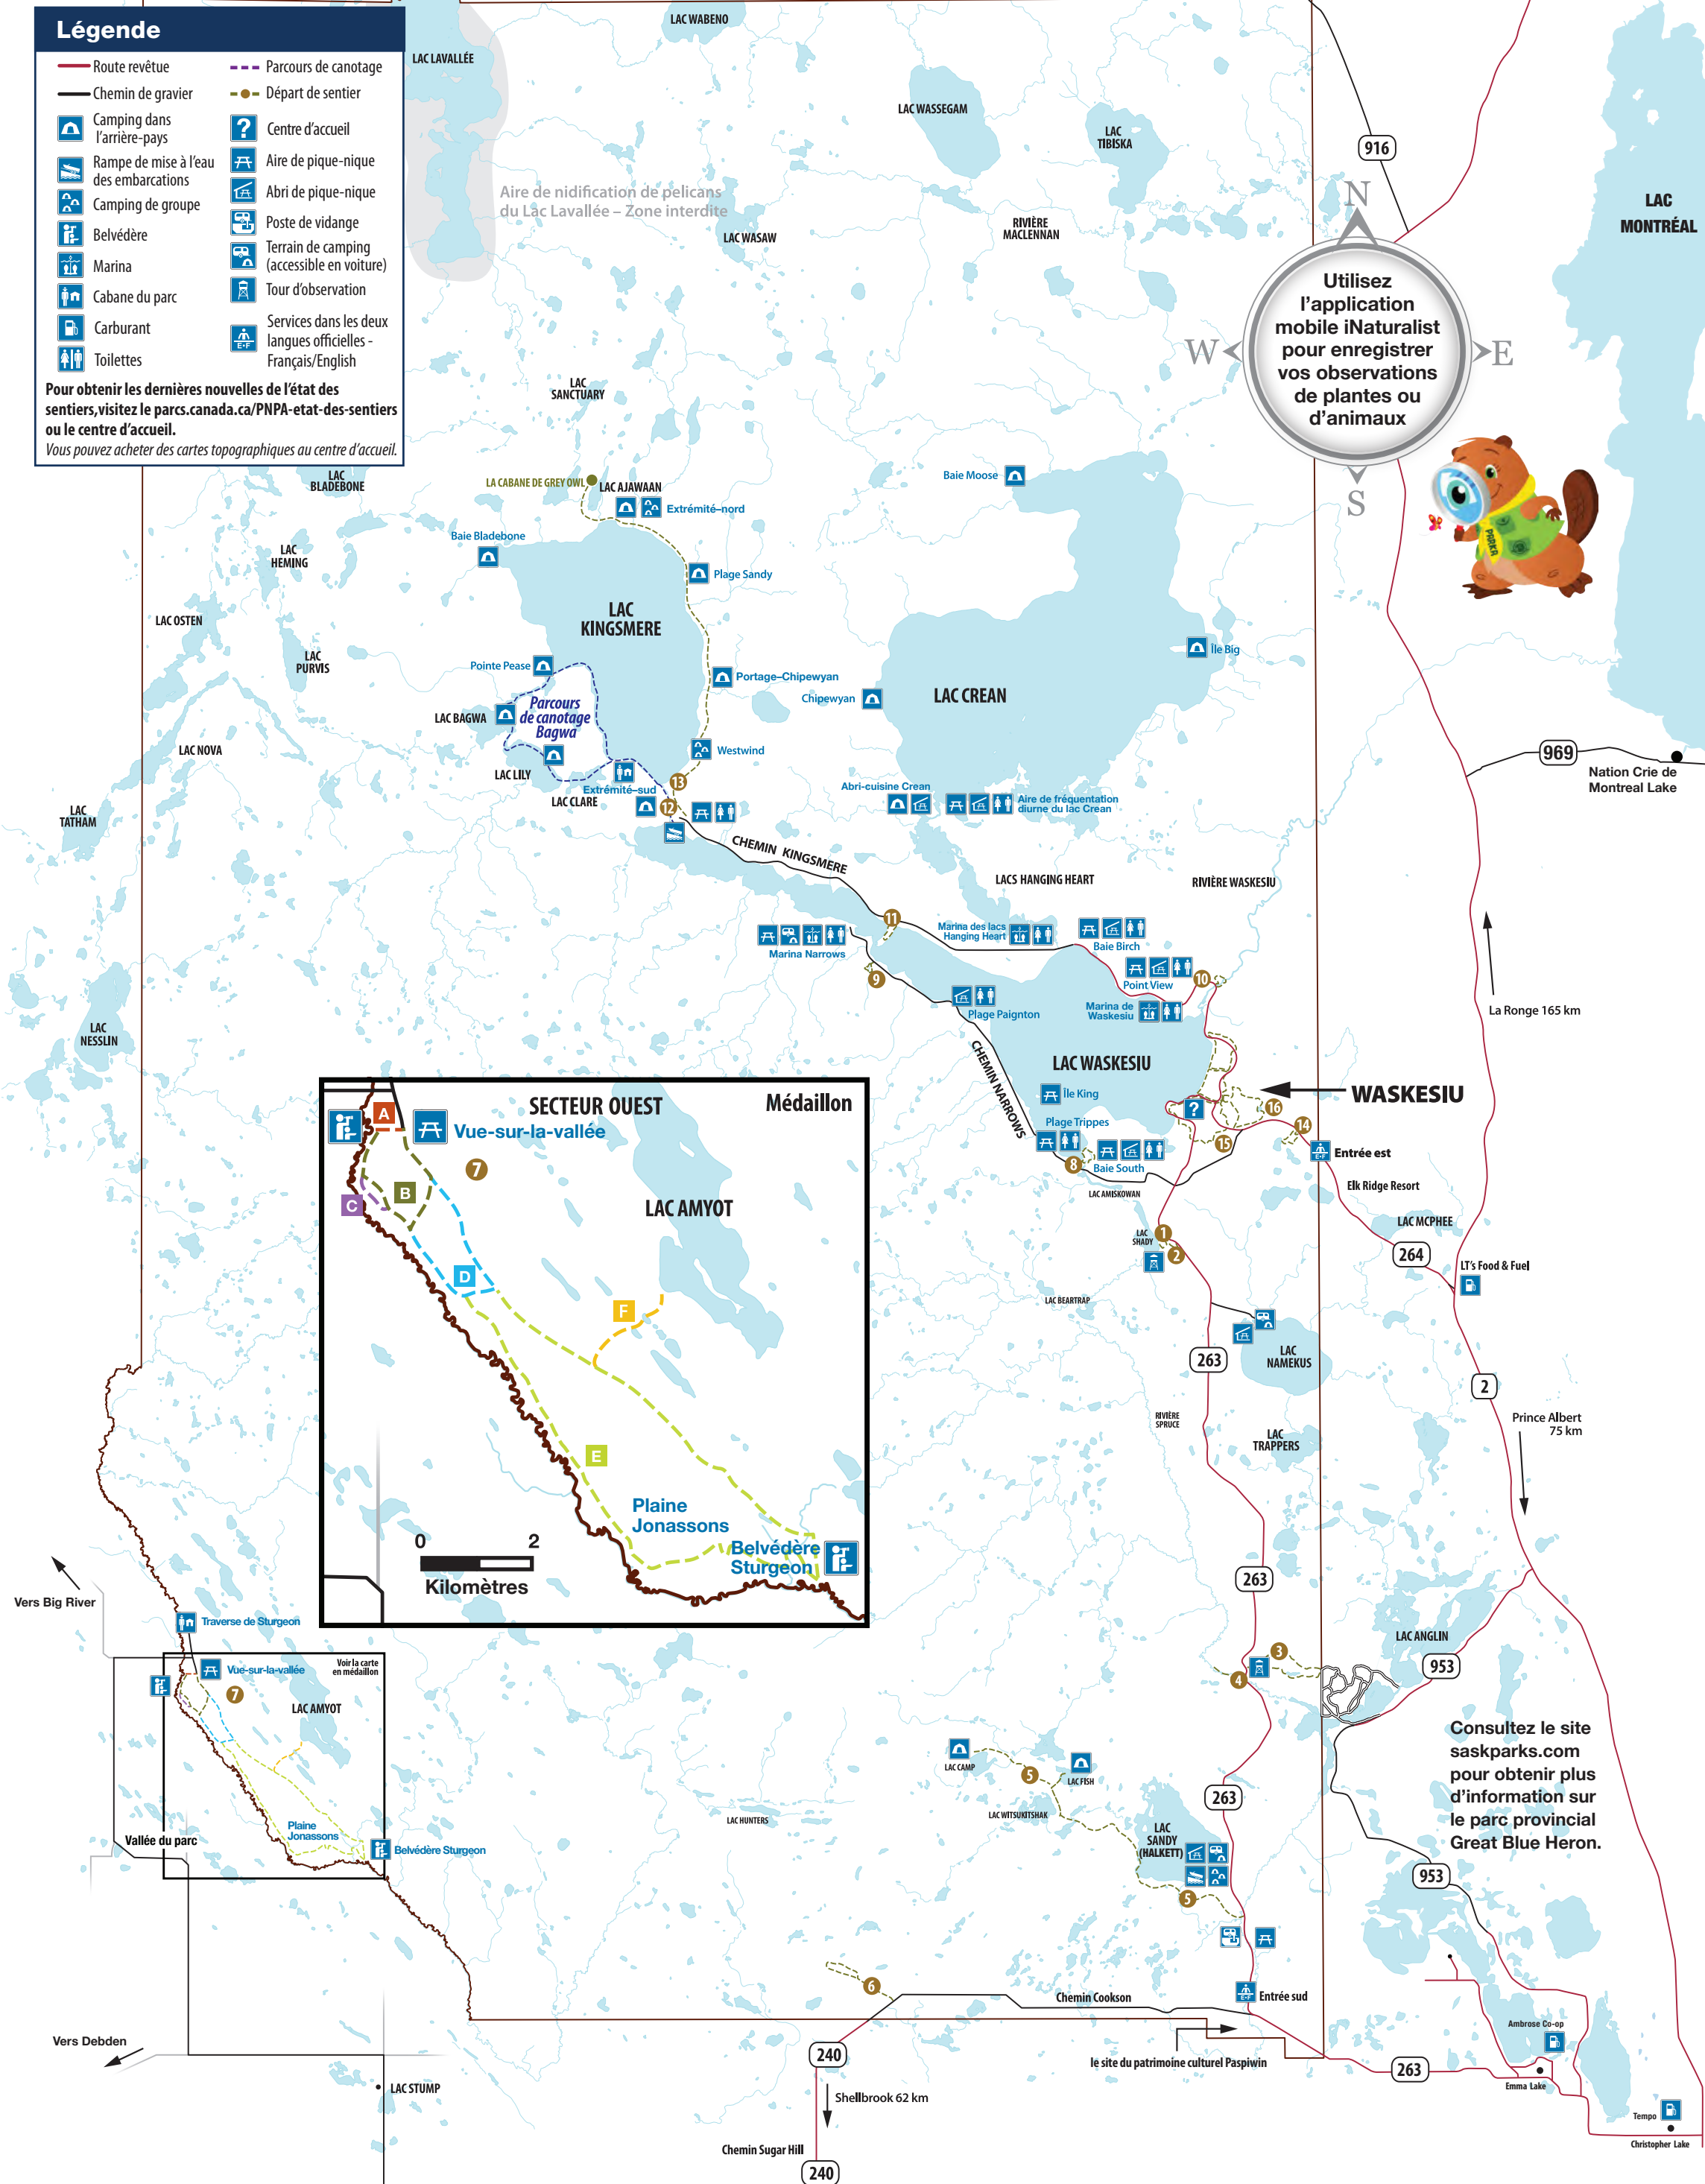 Légende
Route revêtue
Chemin de gravier
Camping dans
l'arrière-pays
Rampe de mise à l'eau
des embarcations
Camping de groupe
Belvédère
Marina
Cabane du parc
Carburant
Toilettes
Parcours de canotage
Départ de sentier
?
Centre d'accueil
Aire de pique-nique
Abri de pique-nique
Poste de vidange
Terrain de camping
(accessible en voiture)
Tour d'observation
E•F
Services dans les deux
langues officielles -
Français/English
Pour obtenir les dernières nouvelles de l'état des
sentiers,visitez le parcs.canada.ca/PNPA-etat-des-sentiers
ou le centre d'accueil.
Vous pouvez acheter des cartes topographiques au centre d'accueil.
LAC LAVALLÉE
LAC WABENO
LAC WASSEGAM
LAC
TIBISKA
916
LAC
MONTRÉAL
Aire de nidification de pelicans
du Lac Lavallée – Zone interdite
LAC WASAW
RIVIÈRE
MACLENNAN
N
W
E
S
Utilisez
l'application
mobile iNaturalist
pour enregistrer
vos observations
de plantes ou
d'animaux
PARKA
LAC
SANCTUARY
LAC
BLADEBONE
LA CABANE DE GREY OWL
LAC AJAWAAN
Extrémité–nord
Baie Moose
Baie Bladebone
LAC
HEMING
Plage Sandy
LAC OSTEN
LAC
KINGSMERE
LAC
PURVIS
Île Big
Pointe Pease
Portage–Chipewyan
Chipewyan
LAC CREAN
Parcours
de canotage
Bagwa
LAC BAGWA
LAC NOVA
Westwind
969
Nation Crie de
Montreal Lake
LAC LILY
13
Extrémité–sud
LAC CLARE
12
Abri-cuisine Crean
Aire de fréquentation
diurne du lac Crean
LAC
TATHAM
CHEMIN KINGSMERE
LACS HANGING HEART
RIVIÈRE WASKESIU
11
Marina des lacs
Hanging Heart
Baie Birch
Marina Narrows
9
Point View
10
Plage Paignton
Marina de
Waskesiu
La Ronge 165 km
LAC
NESSLIN
CHEMIN NARROWS
LAC WASKESIU
Île King
?
WASKESIU
16
14
15
Plage Trippes
8
Baie South
E•F
Entrée est
LAC AMISKOWAN
Elk Ridge Resort
LAC MCPHEE
264
LT's Food & Fuel
LAC
SHADY
1
2
LAC BEARTRAP
263
LAC
NAMEKUS
2
Prince Albert
75 km
RIVIÈRE
SPRUCE
LAC
TRAPPERS
SECTEUR OUEST
Médaillon
A
Vue-sur-la-vallée
7
B
C
LAC AMYOT
D
F
E
Plaine
Jonassons
Belvédère
Sturgeon
0
2
Kilomètres
Vers Big River
Traverse de Sturgeon
263
LAC ANGLIN
953
3
4
Vue-sur-la-vallée
Voir la carte
en médaillon
7
LAC AMYOT
Plaine
Jonassons
Vallée du parc
Belvédère Sturgeon
Consultez le site
saskparks.com
pour obtenir plus
d'information sur
le parc provincial
Great Blue Heron.
LAC CAMP
5
LAC FISH
LAC WITSUKITSHAK
LAC HUNTERS
263
LAC
SANDY
(HALKETT)
5
953
6
E•F
Entrée sud
Chemin Cookson
Vers Debden
LAC STUMP
240
le site du patrimoine culturel Paspiwin
263
Ambrose Co-op
Emma Lake
Shellbrook 62 km
Tempo
Christopher Lake
Chemin Sugar Hill
240